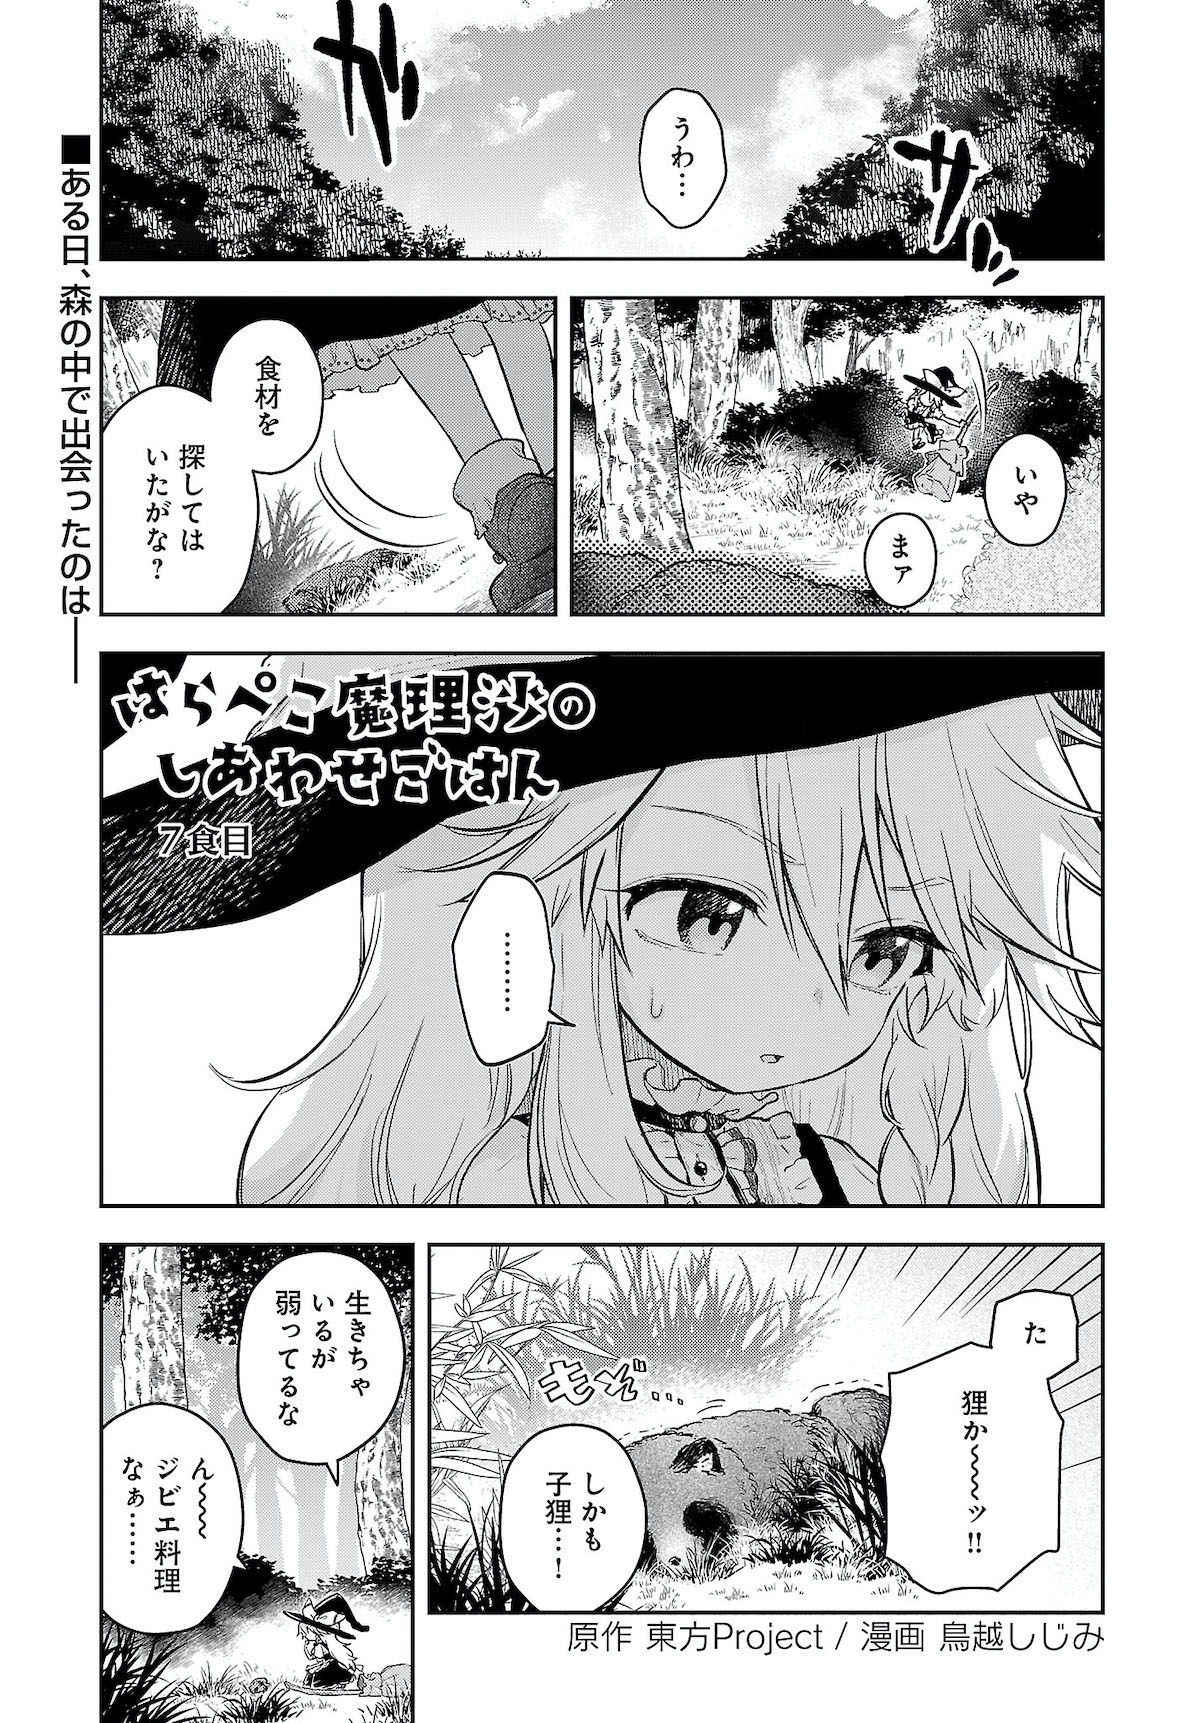 ガサッ
うわ…
■ある日、森の中で出会ったのは――
いや
まァ
食材を
探しては
いたがな?
はらぺこ魔理沙の
しあわせごはん
7食目
………
た
狸か〜〜〜ッ!!
モゾ…
しかも
子狸…!
生きちゃ
いるが
弱ってるな
ん〜〜〜
ジビエ料理
なぁ……
原作 東方Project / 漫画 鳥越しじみ